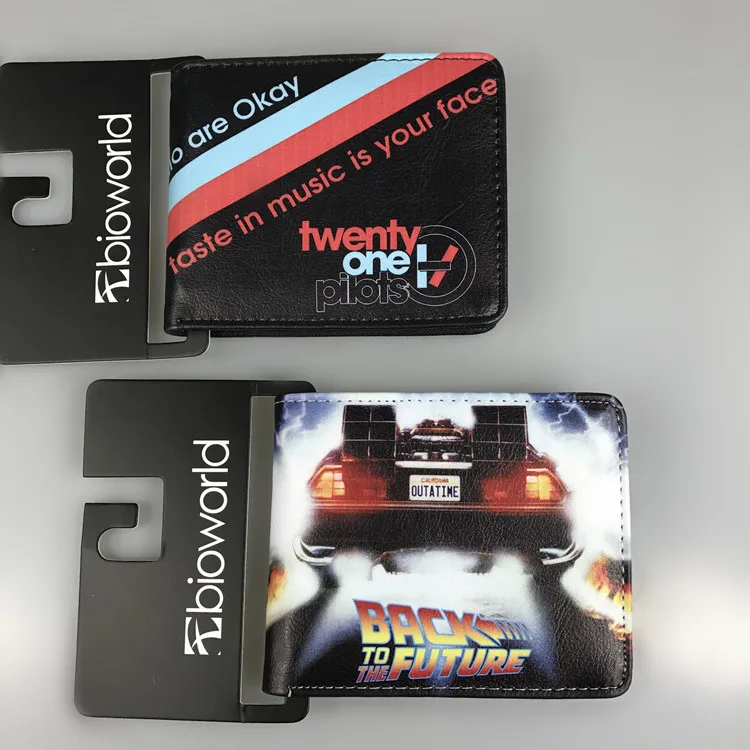 bioworld
are Okay
taste in music is your face
twenty
one
pilots
bioworld
CALIFORNIA
OUTATIME
BACK
TO
THE FUTURE